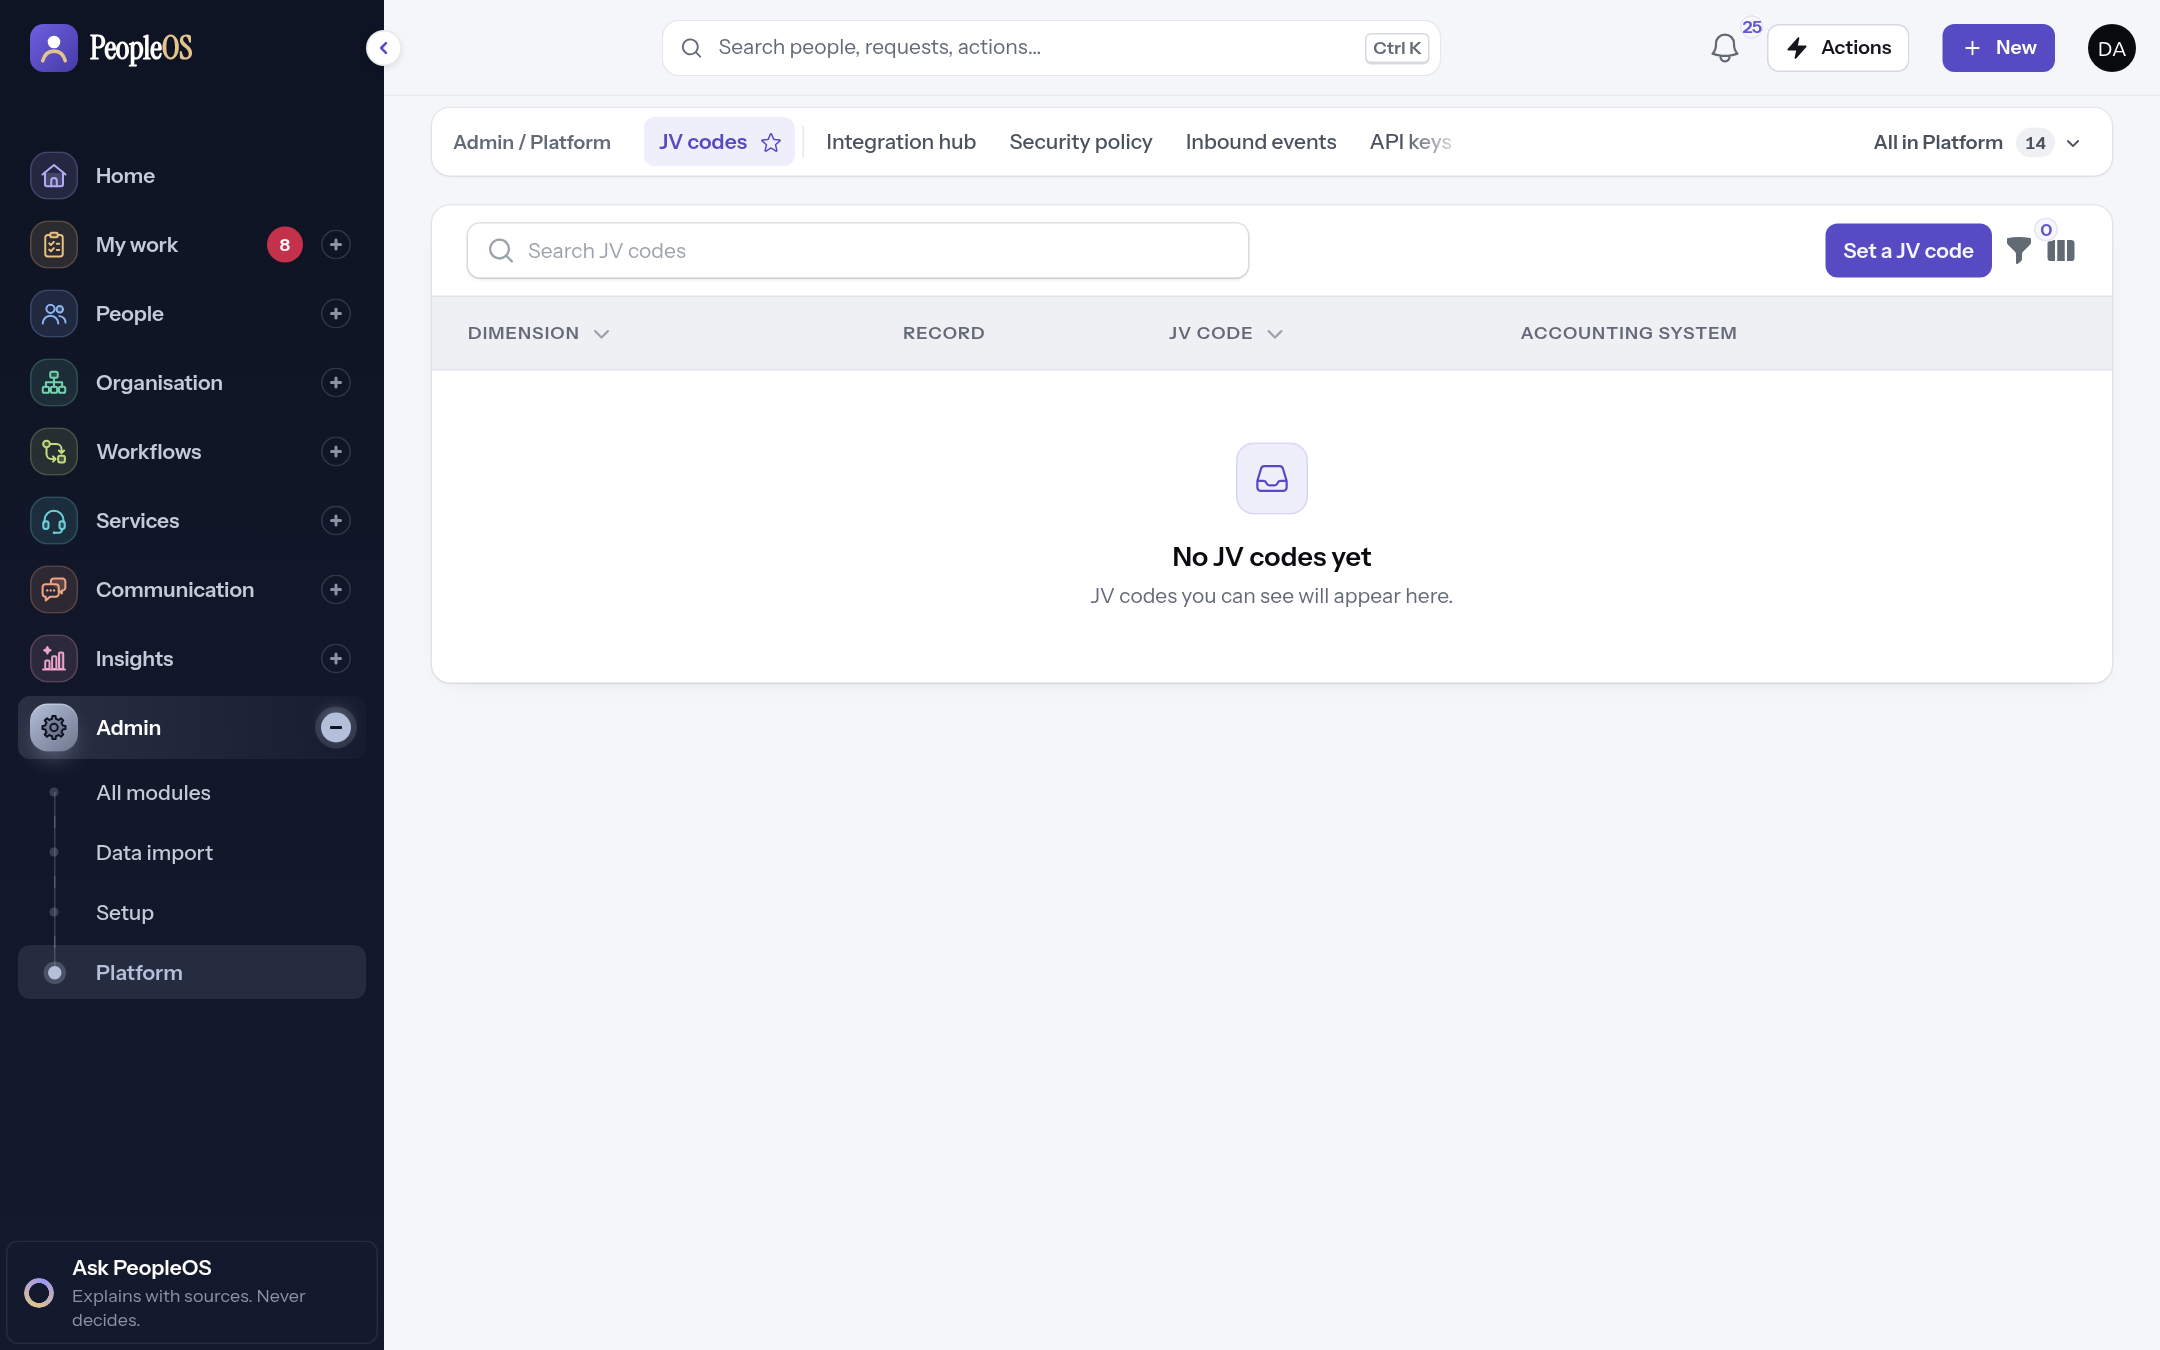 PeopleOS
Search people, requests, actions...
Ctrl K
25
Actions
New
DA
Home
My work
8
People
Organisation
Workflows
Services
Communication
Insights
Admin
All modules
Data import
Setup
Platform
Ask PeopleOS
Explains with sources. Never
decides.
Admin / Platform
JV codes
Integration hub
Security policy
Inbound events
API keys
All in Platform
14
Search JV codes
Set a JV code
0
DIMENSION
RECORD
JV CODE
ACCOUNTING SYSTEM
No JV codes yet
JV codes you can see will appear here.